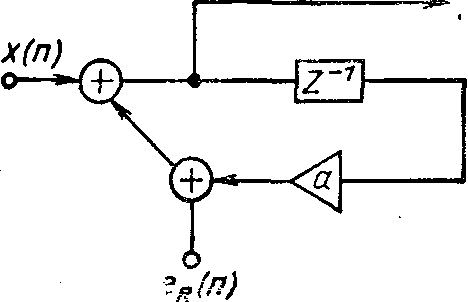 x(n)
+
z⁻¹
+
a
e_R(n)